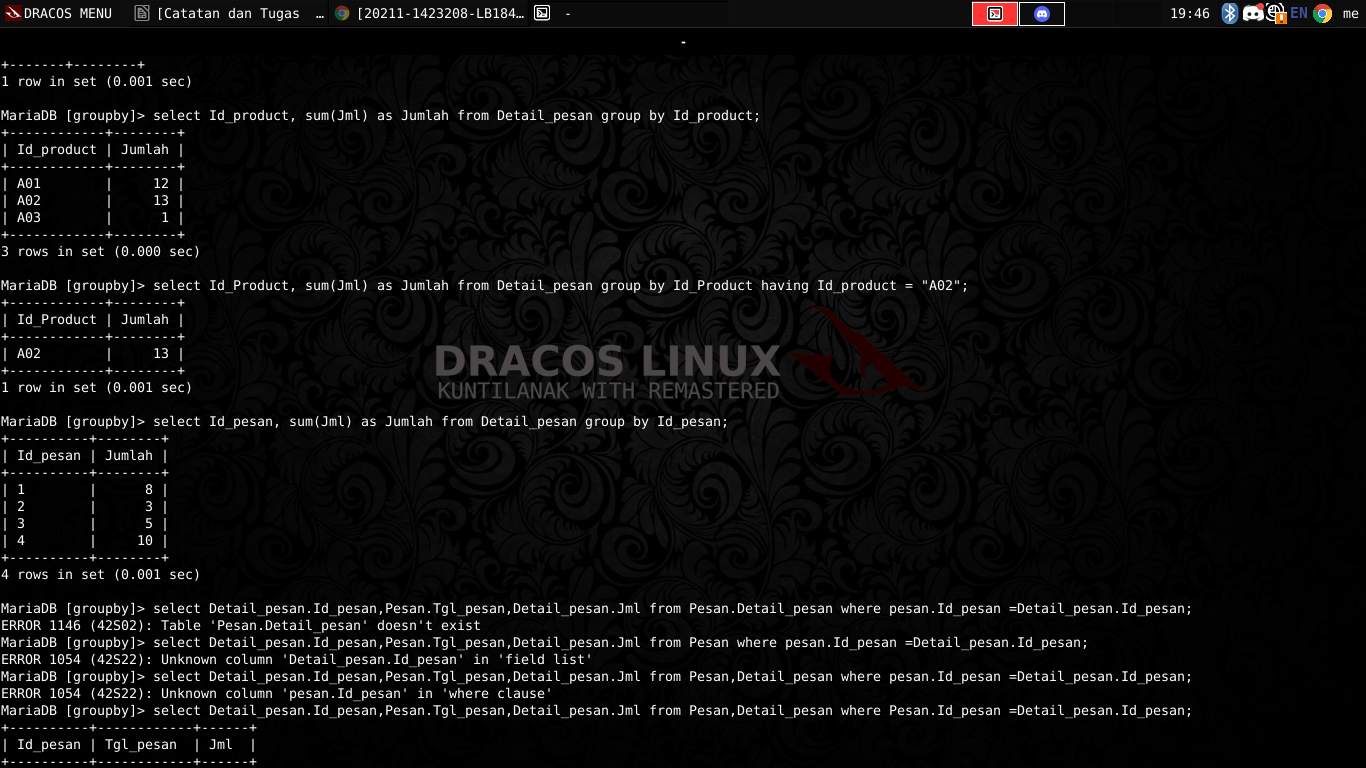 DRACOS MENU [Catatan dan Tugas … [20211-1423208-LB184… - 19:46 EN me
-
+-------+--------+
1 row in set (0.001 sec)
MariaDB [groupby]> select Id_product, sum(Jml) as Jumlah from Detail_pesan group by Id_product;
+------------+--------+
| Id_product | Jumlah |
+------------+--------+
| A01        |     12 |
| A02        |     13 |
| A03        |      1 |
+------------+--------+
3 rows in set (0.000 sec)
MariaDB [groupby]> select Id_Product, sum(Jml) as Jumlah from Detail_pesan group by Id_Product having Id_product = "A02";
+------------+--------+
| Id_Product | Jumlah |
+------------+--------+
| A02        |     13 |
+------------+--------+
1 row in set (0.001 sec)
DRACOS LINUX
KUNTILANAK WITH REMASTERED
MariaDB [groupby]> select Id_pesan, sum(Jml) as Jumlah from Detail_pesan group by Id_pesan;
+----------+--------+
| Id_pesan | Jumlah |
+----------+--------+
| 1        |      8 |
| 2        |      3 |
| 3        |      5 |
| 4        |     10 |
+----------+--------+
4 rows in set (0.001 sec)
MariaDB [groupby]> select Detail_pesan.Id_pesan,Pesan.Tgl_pesan,Detail_pesan.Jml from Pesan.Detail_pesan where pesan.Id_pesan =Detail_pesan.Id_pesan;
ERROR 1146 (42S02): Table 'Pesan.Detail_pesan' doesn't exist
MariaDB [groupby]> select Detail_pesan.Id_pesan,Pesan.Tgl_pesan,Detail_pesan.Jml from Pesan where pesan.Id_pesan =Detail_pesan.Id_pesan;
ERROR 1054 (42S22): Unknown column 'Detail_pesan.Id_pesan' in 'field list'
MariaDB [groupby]> select Detail_pesan.Id_pesan,Pesan.Tgl_pesan,Detail_pesan.Jml from Pesan,Detail_pesan where pesan.Id_pesan =Detail_pesan.Id_pesan;
ERROR 1054 (42S22): Unknown column 'pesan.Id_pesan' in 'where clause'
MariaDB [groupby]> select Detail_pesan.Id_pesan,Pesan.Tgl_pesan,Detail_pesan.Jml from Pesan,Detail_pesan where Pesan.Id_pesan =Detail_pesan.Id_pesan;
+----------+------------+------+
| Id_pesan | Tgl_pesan  | Jml  |
+----------+------------+------+